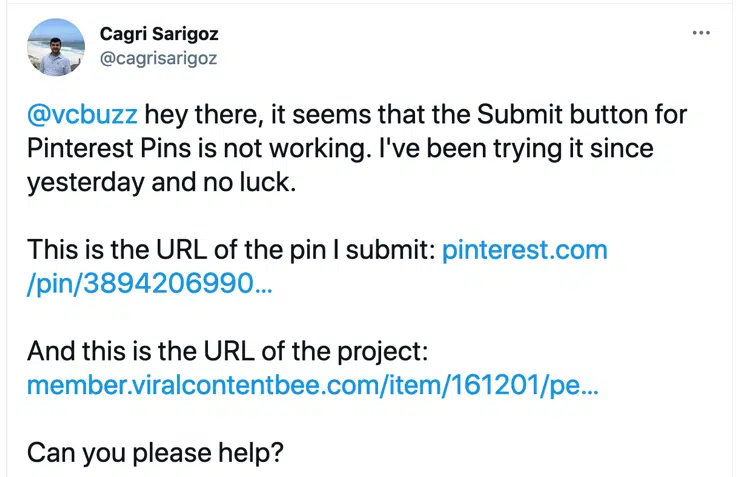 Cagri Sarigoz
@cagrisarigoz
@vcbuzz hey there, it seems that the Submit button for
Pinterest Pins is not working. I've been trying it since
yesterday and no luck.
This is the URL of the pin I submit: pinterest.com
/pin/3894206990...
And this is the URL of the project:
member.viralcontentbee.com/item/161201/pe...
Can you please help?